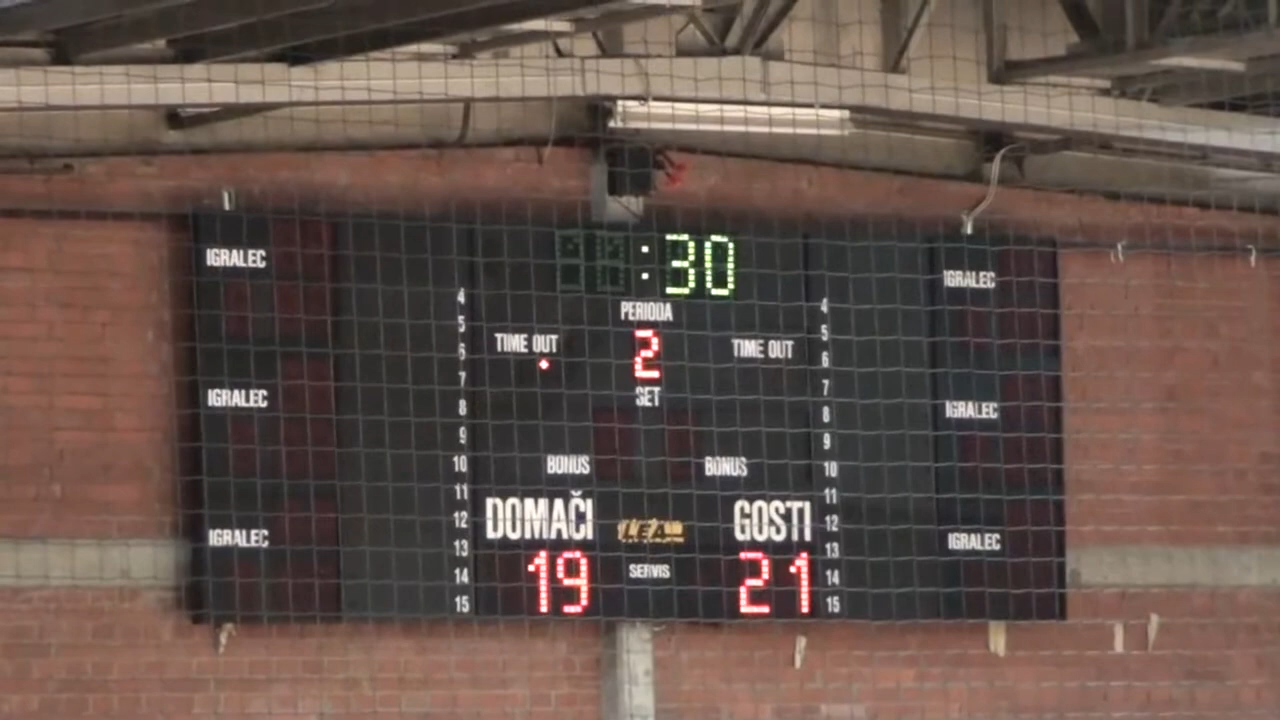 :30
IGRALEC
IGRALEC
PERIODA
4
4
5
5
TIME OUT
2
TIME OUT
6
6
7
7
SET
IGRALEC
IGRALEC
8
8
9
9
BONUS
BONUS
10
10
11
11
DOMAČI
GOSTI
12
12
IGRALEC
IGRALEC
13
13
19
SERVIS
21
14
14
15
15